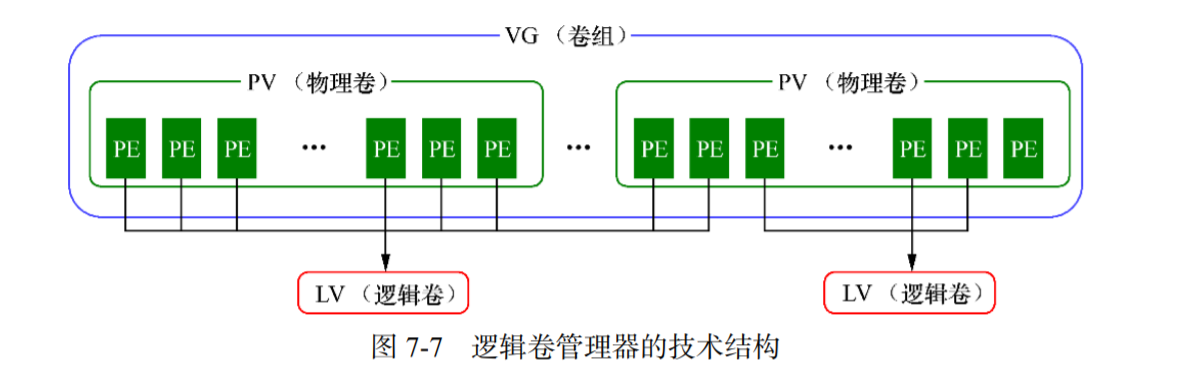 VG （卷组）
PV （物理卷） PV （物理卷）
PE PE PE ··· PE PE PE ··· PE PE PE ··· PE PE PE
LV （逻辑卷） LV （逻辑卷）
图 7-7 逻辑卷管理器的技术结构